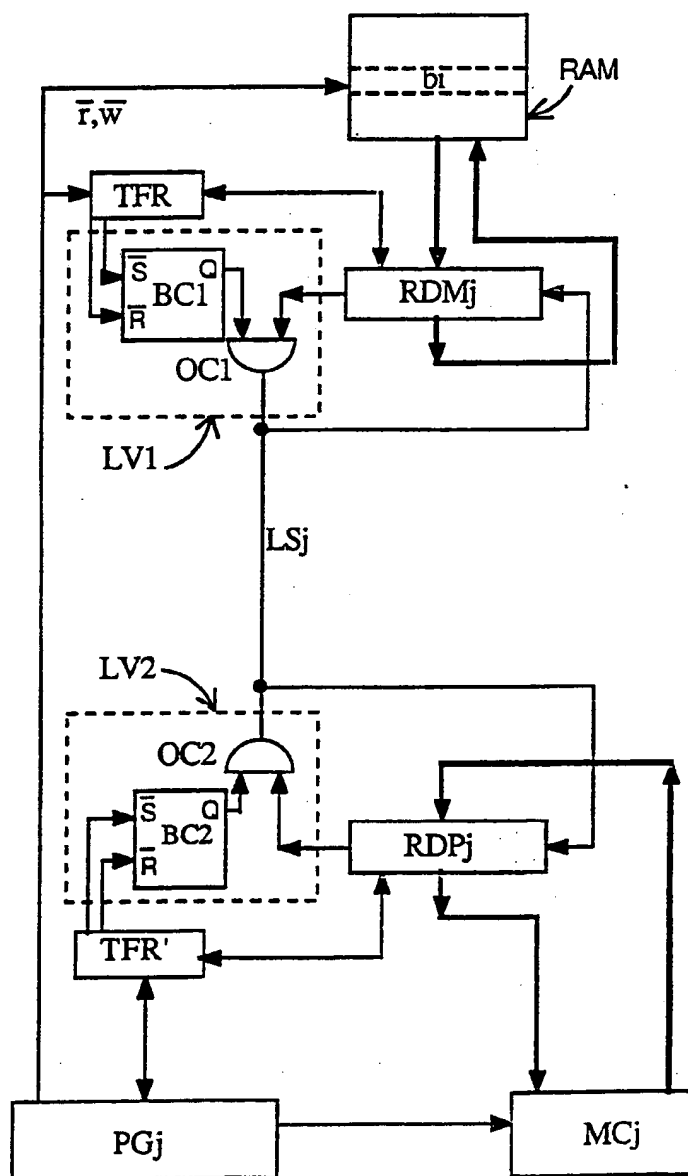 bi
RAM
r̅,w̅
TFR
S̅ Q
BC1
R̅
RDMj
OC1
LV1
LSj
LV2
OC2
S̅ Q
BC2
R̅
RDPj
TFR'
PGj
MCj